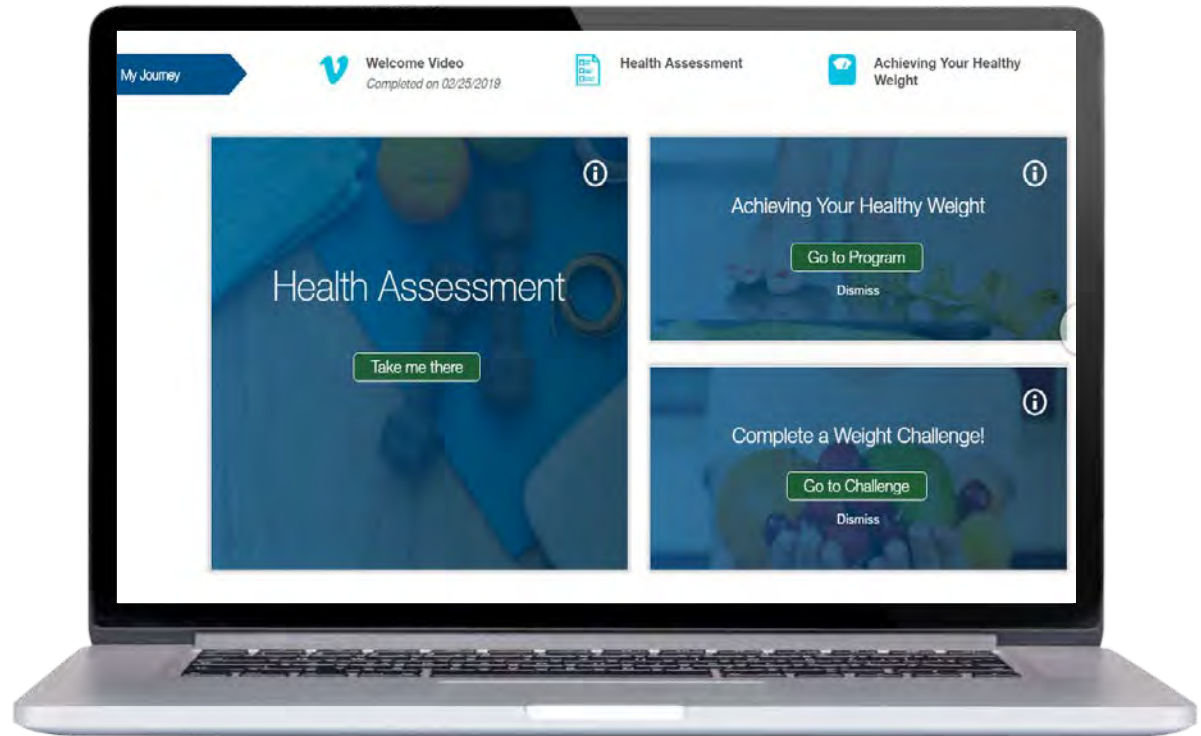 My Journey
Welcome Video
Completed on 03/25/2019
Health Assessment
Achieving Your Healthy
Weight
Health Assessment
Take me there
Achieving Your Healthy Weight
Go to Program
Dismiss
Complete a Weight Challenge!
Go to Challenge
Dismiss